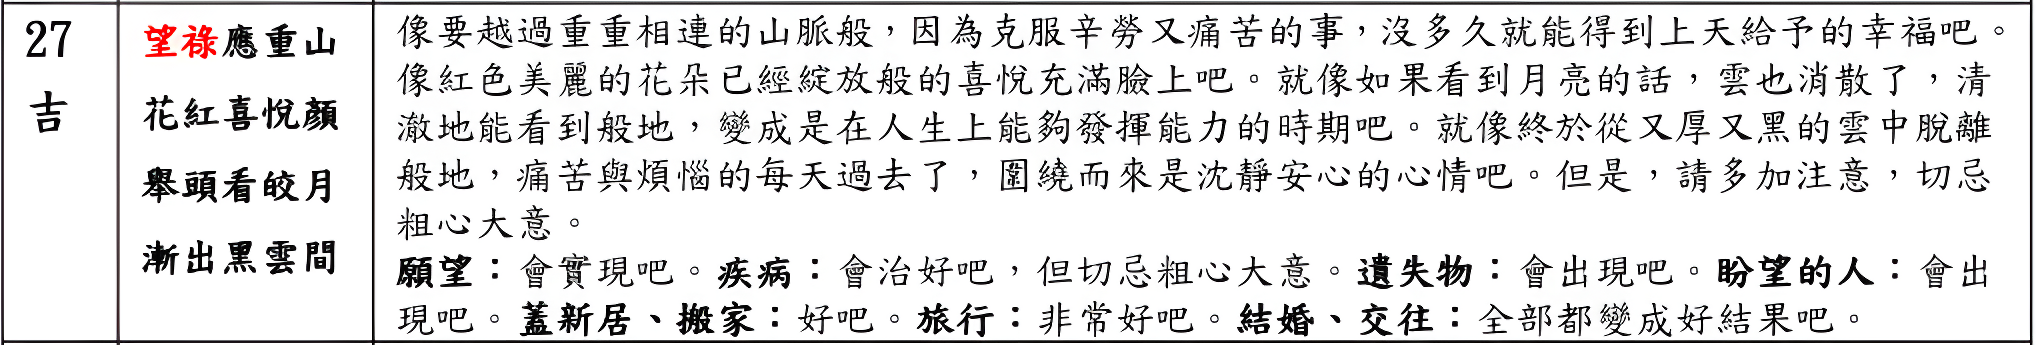 27
吉
望祿應重山
花紅喜悅顏
舉頭看皎月
漸出黑雲間
像要越過重重相連的山脈般，因為克服辛勞又痛苦的事，沒多久就能得到上天給予的幸福吧。
像紅色美麗的花朵已經綻放般的喜悅充滿臉上吧。就像如果看到月亮的話，雲也消散了，清
澈地能看到般地，變成是在人生上能夠發揮能力的時期吧。就像終於從又厚又黑的雲中脫離
般地，痛苦與煩惱的每天過去了，圍繞而來是沈靜安心的心情吧。但是，請多加注意，切忌
粗心大意。
願望：會實現吧。疾病：會治好吧，但切忌粗心大意。遺失物：會出現吧。盼望的人：會出
現吧。蓋新居、搬家：好吧。旅行：非常好吧。結婚、交往：全部都變成好結果吧。